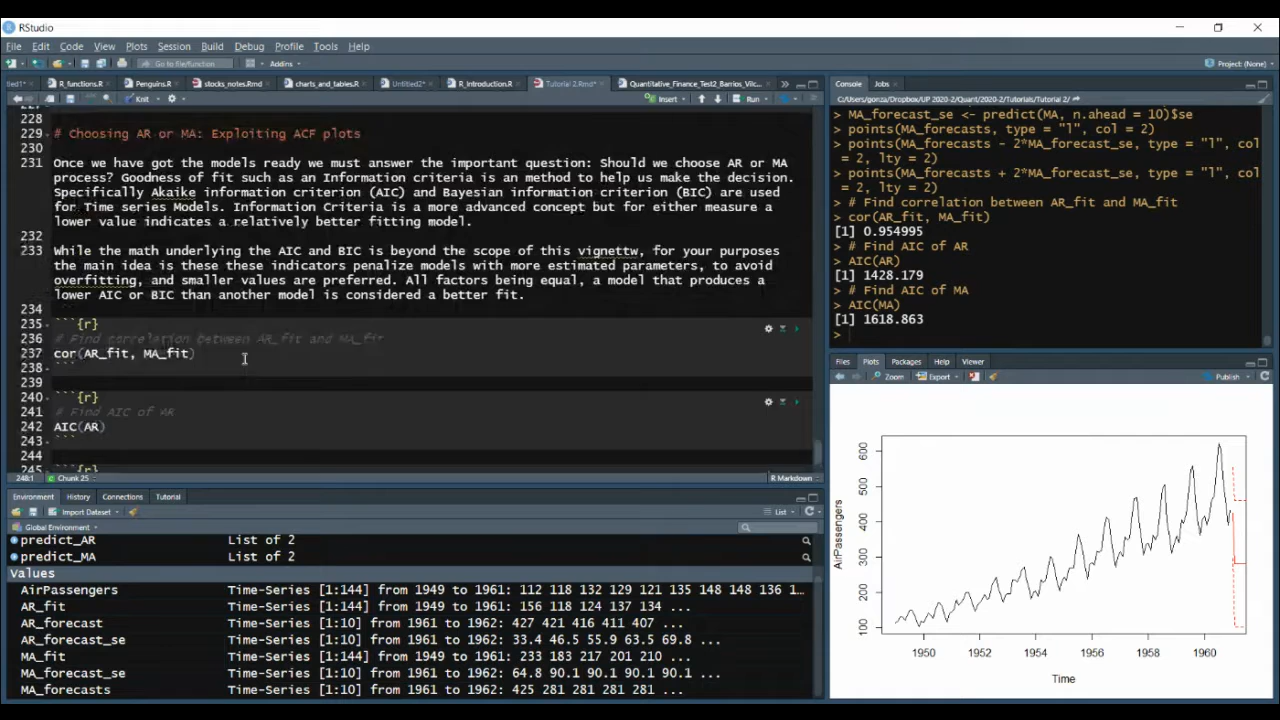 RStudio
File Edit Code View Plots Session Build Debug Profile Tools Help
Go to file/function Addins Project: (None)
R_functions.R Penguins.R stocks_notes.Rmd charts_and_tables.R Untitled2* R_Introduction.R Tutorial 2.Rmd* Quantitative_Finance_Test2_Barrios_Vilc...
Knit Insert Run
228
229 # Choosing AR or MA: Exploiting ACF plots
230
231 Once we have got the models ready we must answer the important question: Should we choose AR or MA
process? Goodness of fit such as an Information criteria is an method to help us make the decision.
Specifically Akaike information criterion (AIC) and Bayesian information criterion (BIC) are used
for Time series Models. Information Criteria is a more advanced concept but for either measure a
lower value indicates a relatively better fitting model.
232
233 While the math underlying the AIC and BIC is beyond the scope of this vignettw, for your purposes
the main idea is these these indicators penalize models with more estimated parameters, to avoid
overfitting, and smaller values are preferred. All factors being equal, a model that produces a
lower AIC or BIC than another model is considered a better fit.
234
235 ```{r}
236 # Find correlation between AR_fit and MA_fit
237 cor(AR_fit, MA_fit)
238 ```
239
240 ```{r}
241 # Find AIC of AR
242 AIC(AR)
243 ```
244
245 ```{r}
248:1 Chunk 25 R Markdown
Environment History Connections Tutorial
Import Dataset List
Global Environment
predict_AR List of 2
predict_MA List of 2
Values
AirPassengers Time-Series [1:144] from 1949 to 1961: 112 118 132 129 121 135 148 148 136 1...
AR_fit Time-Series [1:144] from 1949 to 1961: 156 118 124 137 134 ...
AR_forecast Time-Series [1:10] from 1961 to 1962: 427 421 416 411 407 ...
AR_forecast_se Time-Series [1:10] from 1961 to 1962: 33.4 46.5 55.9 63.5 69.8 ...
MA_fit Time-Series [1:144] from 1949 to 1961: 233 183 217 201 210 ...
MA_forecast_se Time-Series [1:10] from 1961 to 1962: 64.8 90.1 90.1 90.1 90.1 ...
MA_forecasts Time-Series [1:10] from 1961 to 1962: 425 281 281 281 281 ...
Console Jobs
C:/Users/gonza/Dropbox/UP 2020-2/Quant/2020-2/Tutorials/Tutorial 2/
> MA_forecast_se <- predict(MA, n.ahead = 10)$se
> points(MA_forecasts, type = "l", col = 2)
> points(MA_forecasts - 2*MA_forecast_se, type = "l", col
= 2, lty = 2)
> points(MA_forecasts + 2*MA_forecast_se, type = "l", col
= 2, lty = 2)
> # Find correlation between AR_fit and MA_fit
> cor(AR_fit, MA_fit)
[1] 0.954995
> # Find AIC of AR
> AIC(AR)
[1] 1428.179
> # Find AIC of MA
> AIC(MA)
[1] 1618.863
>
Files Plots Packages Help Viewer
Zoom Export Publish
600
500
400
300
200
100
AirPassengers
1950 1952 1954 1956 1958 1960
Time